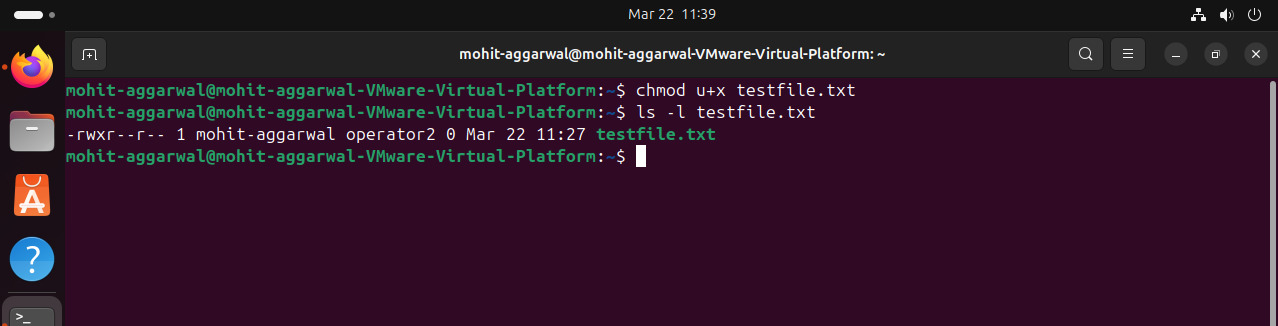 Mar 22 11:39
mohit-aggarwal@mohit-aggarwal-VMware-Virtual-Platform: ~
mohit-aggarwal@mohit-aggarwal-VMware-Virtual-Platform:~$ chmod u+x testfile.txt
mohit-aggarwal@mohit-aggarwal-VMware-Virtual-Platform:~$ ls -l testfile.txt
-rwxr--r-- 1 mohit-aggarwal operator2 0 Mar 22 11:27 testfile.txt
mohit-aggarwal@mohit-aggarwal-VMware-Virtual-Platform:~$